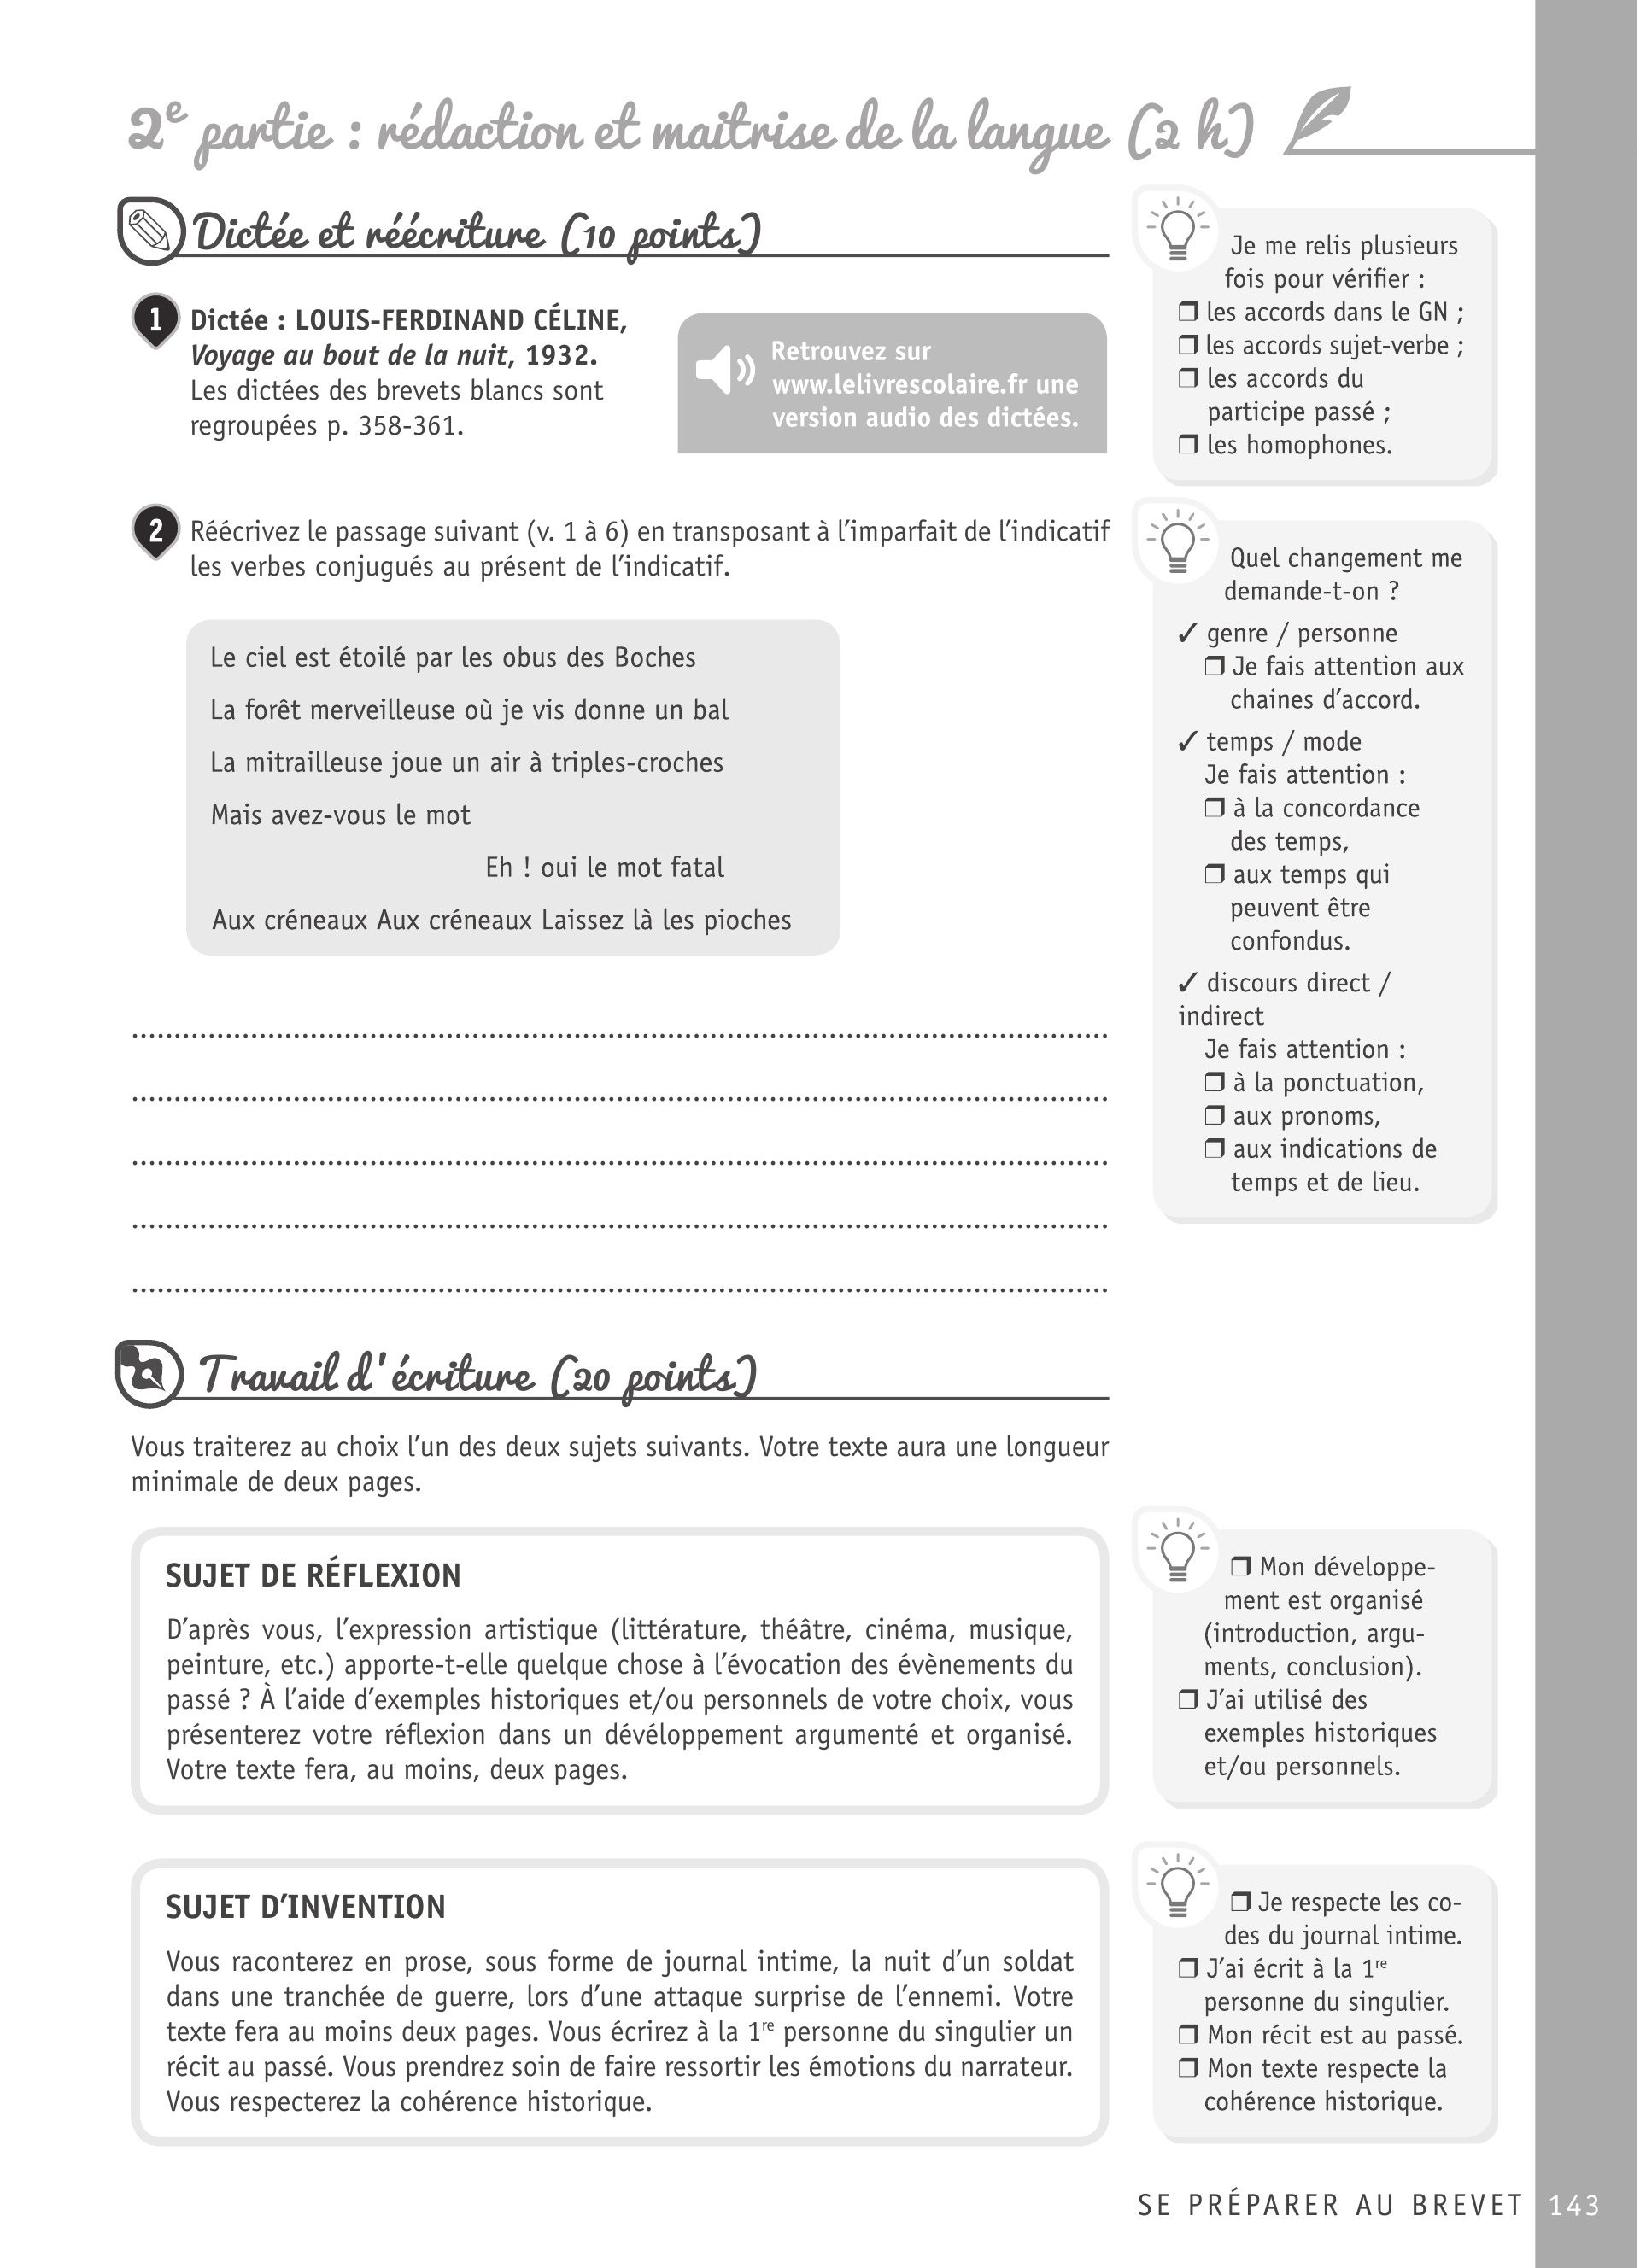 2e partie : rédaction et maitrise de la langue (2 h)
Dictée et réécriture (10 points)
1 Dictée : LOUIS-FERDINAND CÉLINE,
Voyage au bout de la nuit, 1932.
Les dictées des brevets blancs sont
regroupées p. 358-361.
Retrouvez sur
www.lelivrescolaire.fr une
version audio des dictées.
Je me relis plusieurs
fois pour vérifier :
❒ les accords dans le GN ;
❒ les accords sujet-verbe ;
❒ les accords du
participe passé ;
❒ les homophones.
2 Réécrivez le passage suivant (v. 1 à 6) en transposant à l’imparfait de l’indicatif
les verbes conjugués au présent de l’indicatif.
Le ciel est étoilé par les obus des Boches
La forêt merveilleuse où je vis donne un bal
La mitrailleuse joue un air à triples-croches
Mais avez-vous le mot
Eh ! oui le mot fatal
Aux créneaux Aux créneaux Laissez là les pioches
Quel changement me
demande-t-on ?
✓ genre / personne
❒ Je fais attention aux
chaines d’accord.
✓ temps / mode
Je fais attention :
❒ à la concordance
des temps,
❒ aux temps qui
peuvent être
confondus.
✓ discours direct /
indirect
Je fais attention :
❒ à la ponctuation,
❒ aux pronoms,
❒ aux indications de
temps et de lieu.
Travail d'écriture (20 points)
Vous traiterez au choix l’un des deux sujets suivants. Votre texte aura une longueur
minimale de deux pages.
SUJET DE RÉFLEXION
D’après vous, l’expression artistique (littérature, théâtre, cinéma, musique,
peinture, etc.) apporte-t-elle quelque chose à l’évocation des évènements du
passé ? À l’aide d’exemples historiques et/ou personnels de votre choix, vous
présenterez votre réflexion dans un dévéloppement argumenté et organisé.
Votre texte fera, au moins, deux pages.
❒ Mon développe-
ment est organisé
(introduction, argu-
ments, conclusion).
❒ J’ai utilisé des
exemples historiques
et/ou personnels.
SUJET D’INVENTION
Vous raconterez en prose, sous forme de journal intime, la nuit d’un soldat
dans une tranchée de guerre, lors d’une attaque surprise de l’ennemi. Votre
texte fera au moins deux pages. Vous écrirez à la 1re personne du singulier un
récit au passé. Vous prendrez soin de faire ressortir les émotions du narrateur.
Vous respecterez la cohérence historique.
❒ Je respecte les co-
des du journal intime.
❒ J’ai écrit à la 1re
personne du singulier.
❒ Mon récit est au passé.
❒ Mon texte respecte la
cohérence historique.
SE PRÉPARER AU BREVET 143